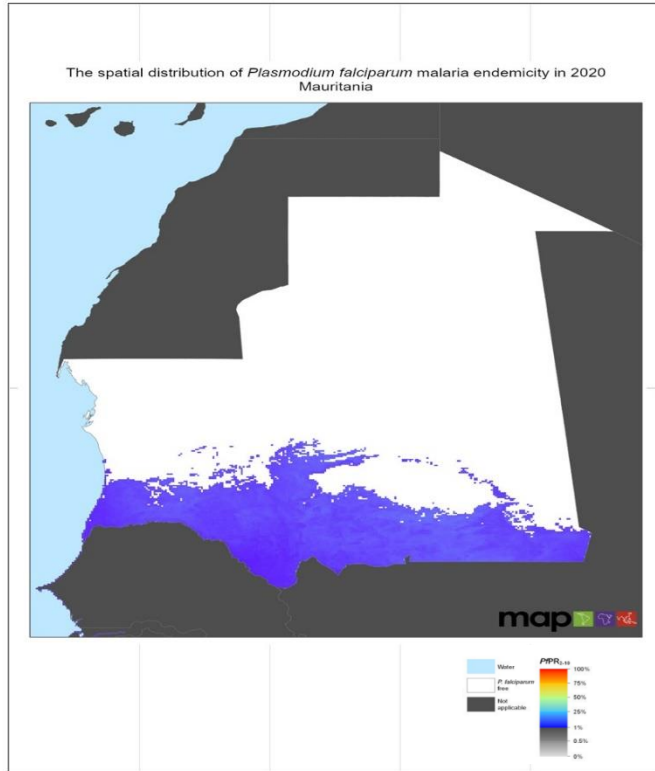 The spatial distribution of Plasmodium falciparum malaria endemicity in 2020
Mauritania
map
Water
P. falciparum
free
Not
applicable
PfPR2-10
100%
75%
50%
25%
1%
0.5%
0%